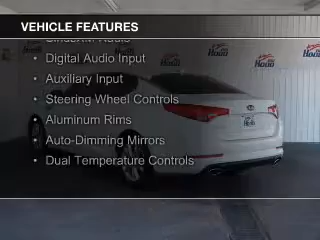 VEHICLE FEATURES
• Digital Audio Input
• Auxiliary Input
• Steering Wheel Controls
• Aluminum Rims
• Auto-Dimming Mirrors
• Dual Temperature Controls